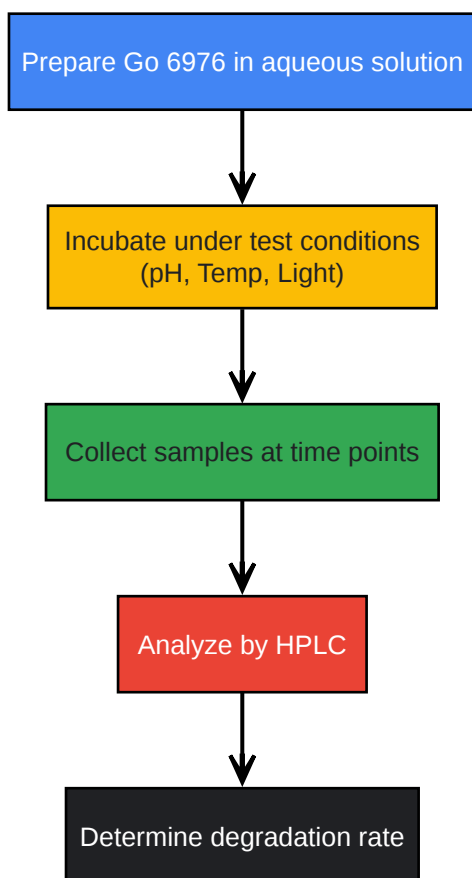 Prepare Go 6976 in aqueous solution
Incubate under test conditions
(pH, Temp, Light)
Collect samples at time points
Analyze by HPLC
Determine degradation rate